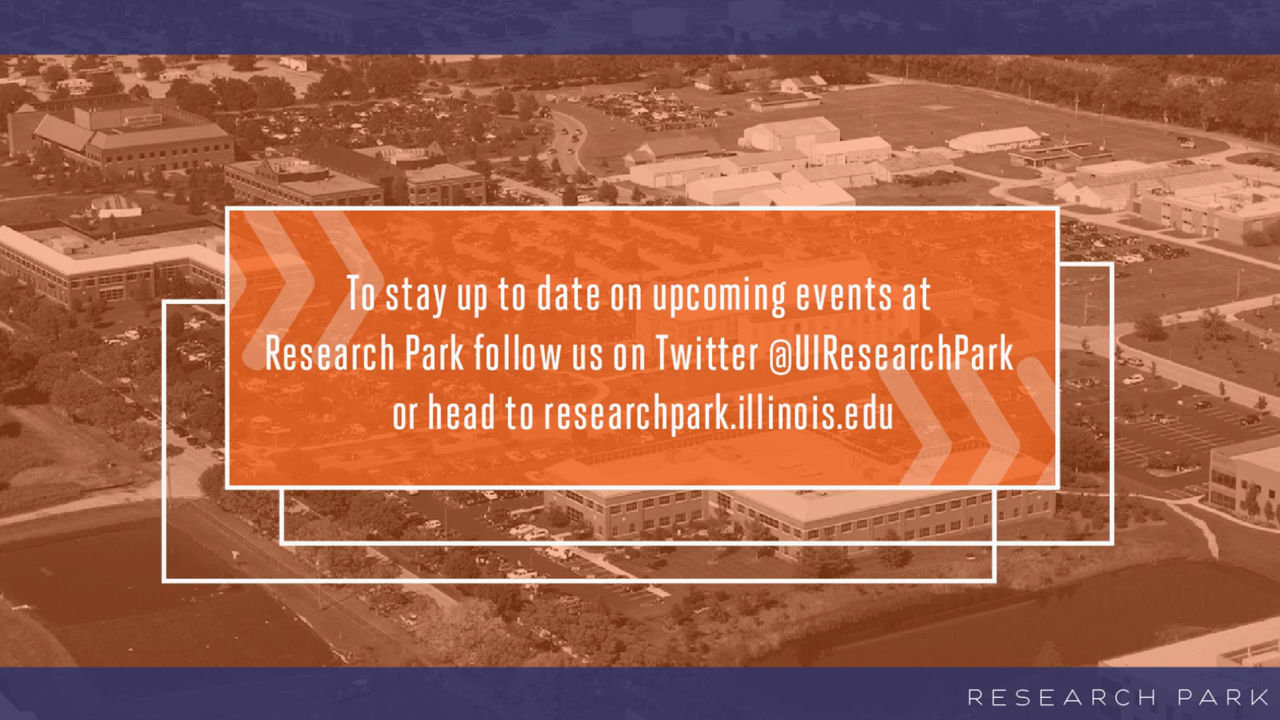 To stay up to date on upcoming events at
Research Park follow us on Twitter @UIResearchPark
or head to researchpark.illinois.edu
RESEARCH PARK